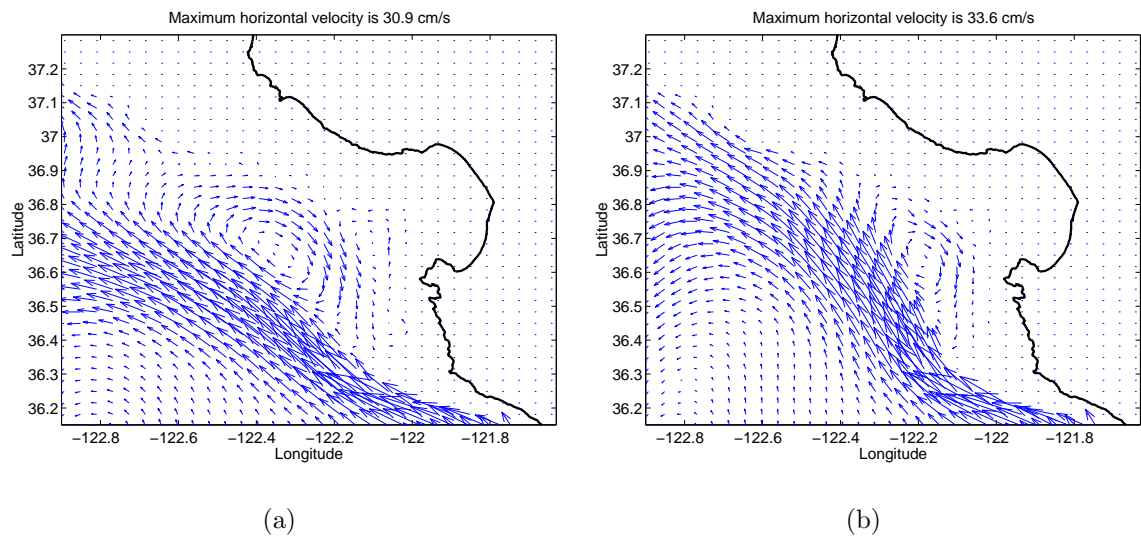 Maximum horizontal velocity is 30.9 cm/s
37.2
37.1
37
36.9
36.8
36.7
36.6
36.5
36.4
36.3
36.2
Latitude
−122.8 −122.6 −122.4 −122.2 −122 −121.8
Longitude
(a)
Maximum horizontal velocity is 33.6 cm/s
37.2
37.1
37
36.9
36.8
36.7
36.6
36.5
36.4
36.3
36.2
Latitude
−122.8 −122.6 −122.4 −122.2 −122 −121.8
Longitude
(b)